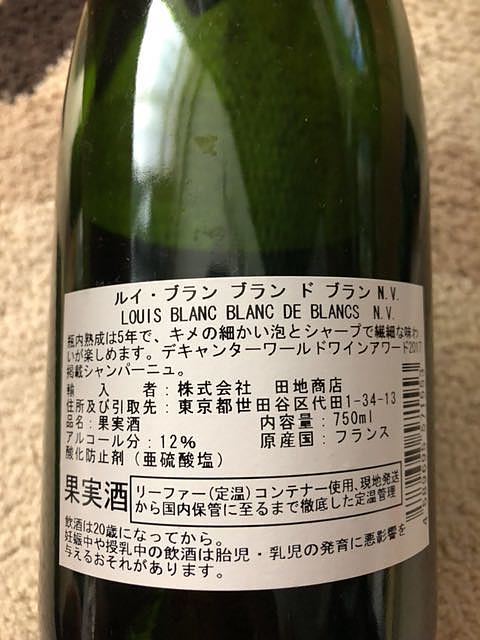 ルイ・ブラン ブラン ド ブラン N.V.
LOUIS BLANC BLANC DE BLANCS N.V.
瓶内熟成は5年で、キメの細かい泡とシャープで繊細な味わ
いが楽しめます。デキャンターワールドワインアワード2017
掲載シャンパーニュ。
輸入者：株式会社 田地商店
住所及び引取先：東京都世田谷区代田1-34-13
品名：果実酒 内容量：750ml
アルコール分：12% 原産国：フランス
酸化防止剤（亜硫酸塩）
果実酒
リーファー(定温)コンテナー使用、現地発送
から国内保管に至るまで徹底した定温管理
飲酒は20歳になってから。
妊娠中や授乳中の飲酒は胎児・乳児の発育に悪影響を
与えるおそれがあります。